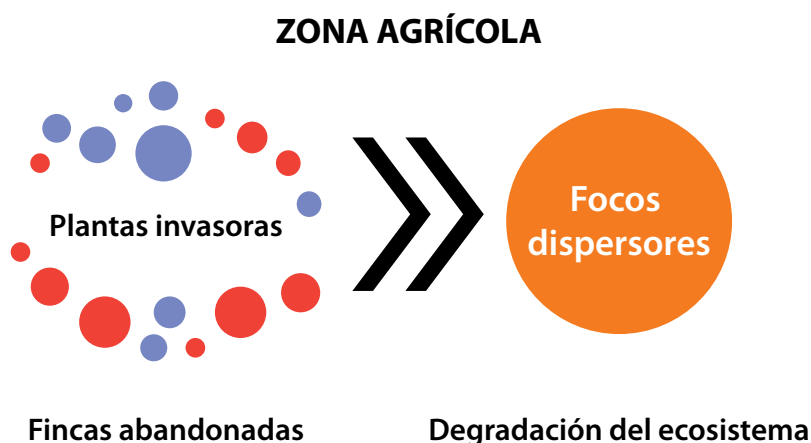 ZONA AGRÍCOLA
Plantas invasoras
Focos
dispersores
Fincas abandonadas
Degradación del ecosistema